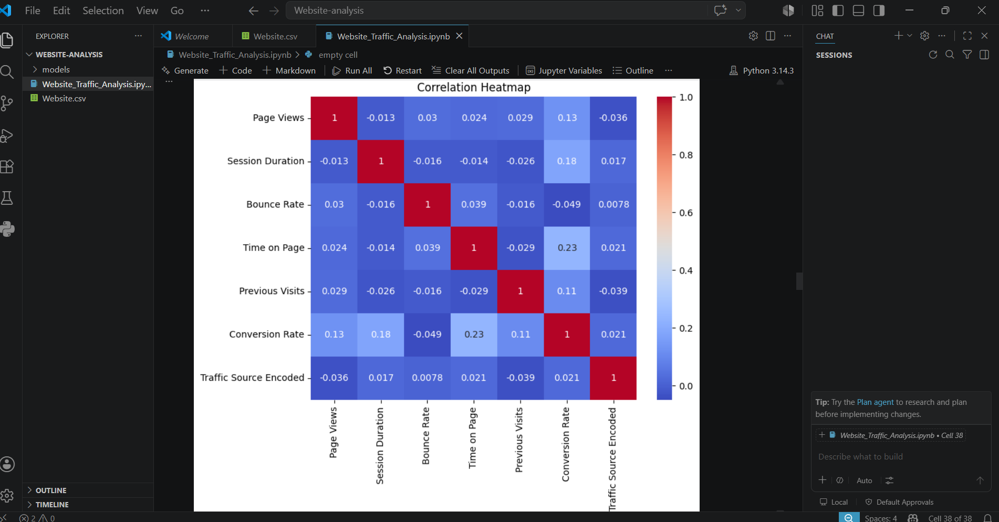 File Edit Selection View Go ...
Website-analysis
EXPLORER ...
Welcome
Website.csv
Website_Traffic_Analysis.ipynb
CHAT
WEBSITE-ANALYSIS
models
Website_Traffic_Analysis.ipy...
Website.csv
Website_Traffic_Analysis.ipynb > empty cell
SESSIONS
Generate + Code + Markdown Run All Restart Clear All Outputs Jupyter Variables Outline ...
Python 3.14.3
Correlation Heatmap
Page Views 1 -0.013 0.03 0.024 0.029 0.13 -0.036
Session Duration -0.013 1 -0.016 -0.014 -0.026 0.18 0.017
Bounce Rate 0.03 -0.016 1 0.039 -0.016 -0.049 0.0078
Time on Page 0.024 -0.014 0.039 1 -0.029 0.23 0.021
Previous Visits 0.029 -0.026 -0.016 -0.029 1 0.11 -0.039
Conversion Rate 0.13 0.18 -0.049 0.23 0.11 1 0.021
Traffic Source Encoded -0.036 0.017 0.0078 0.021 -0.039 0.021 1
Page Views
Session Duration
Bounce Rate
Time on Page
Previous Visits
Conversion Rate
Traffic Source Encoded
1.0
0.8
0.6
0.4
0.2
0.0
Tip: Try the Plan agent to research and plan
before implementing changes.
Website_Traffic_Analysis.ipynb • Cell 38
Describe what to build
Auto
Local
Default Approvals
OUTLINE
TIMELINE
2 0
Spaces: 4
Cell 38 of 38